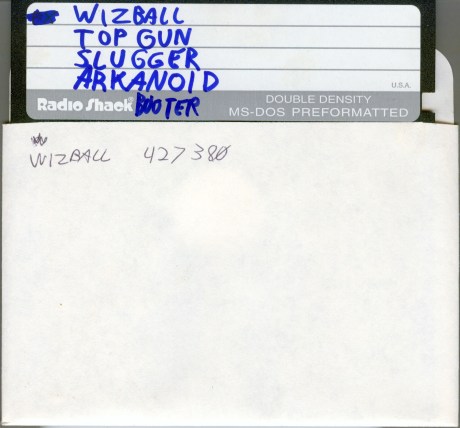 WIZBALL
TOP GUN
SLUGGER
ARKANOID
U.S.A.
Radio Shack BOOTER
DOUBLE DENSITY
MS-DOS PREFORMATTED
WIZBALL 427380